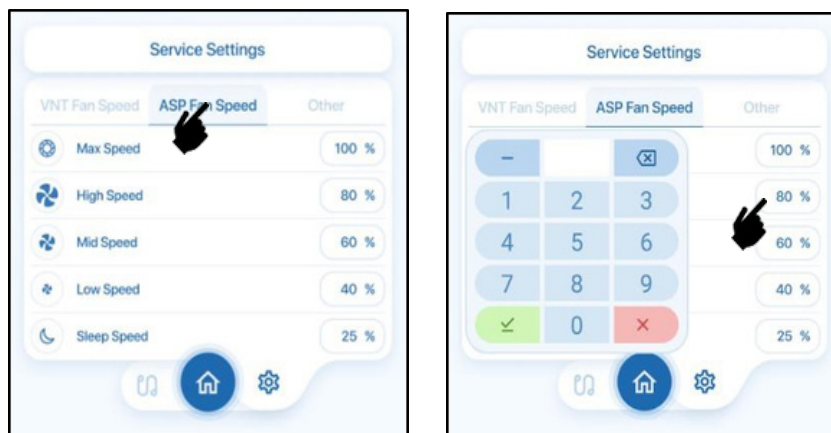 Service Settings
VNT Fan Speed ASP Fan Speed Other
Max Speed 100 %
High Speed 80 %
Mid Speed 60 %
Low Speed 40 %
Sleep Speed 25 %
Service Settings
VNT Fan Speed ASP Fan Speed Other
100 %
–
1 2 3 80 %
4 5 6 60 %
7 8 9 40 %
0 25 %